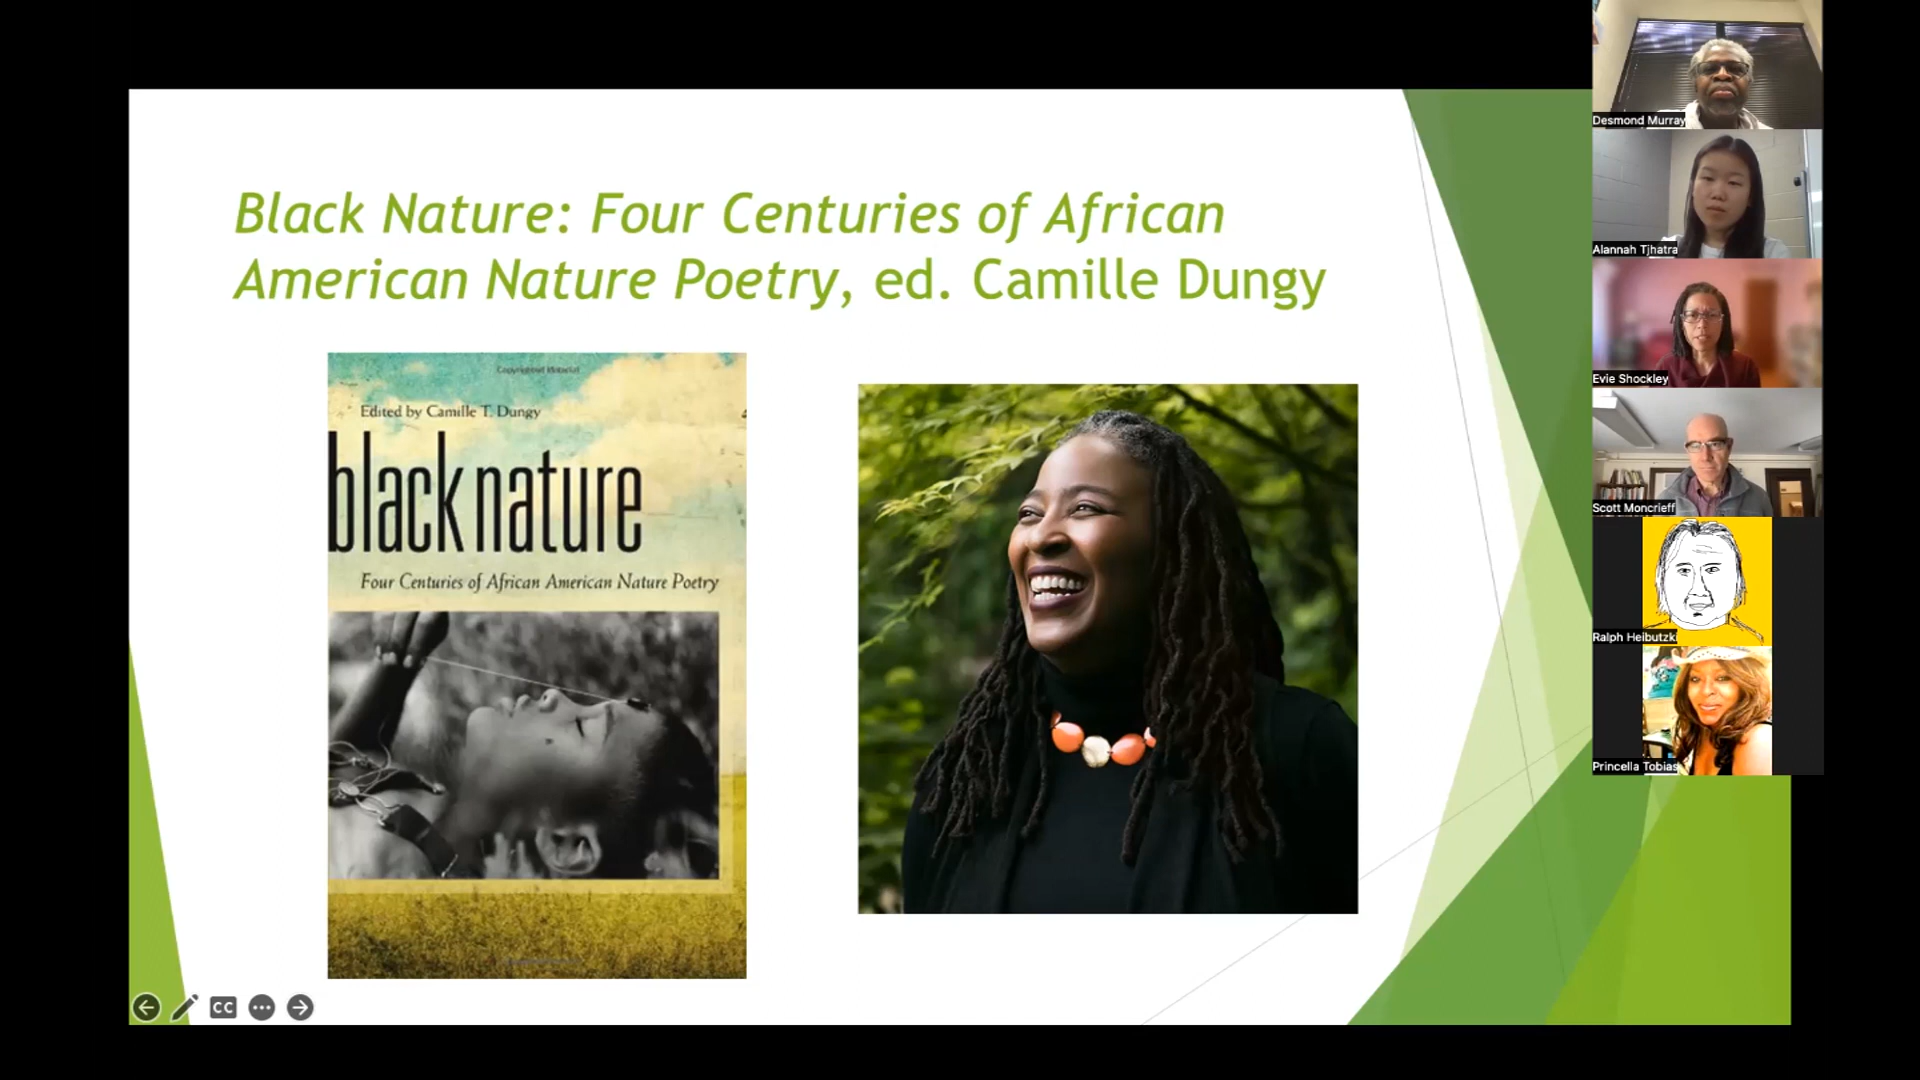 Black Nature: Four Centuries of African
American Nature Poetry, ed. Camille Dungy
Copyrighted Material
Edited by Camille T. Dungy
black nature
Four Centuries of African American Nature Poetry
CC
Desmond Murray
Alannah Tjhatra
Evie Shockley
Scott Moncrieff
Ralph Heibutzki
Princella Tobias